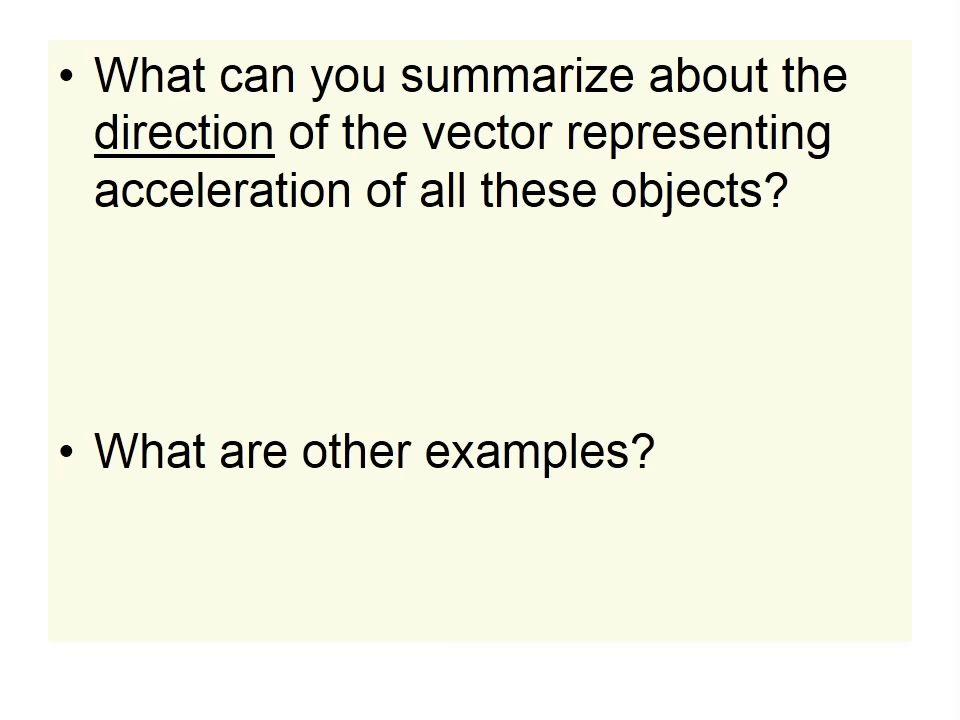 • What can you summarize about the
direction of the vector representing
acceleration of all these objects?
• What are other examples?